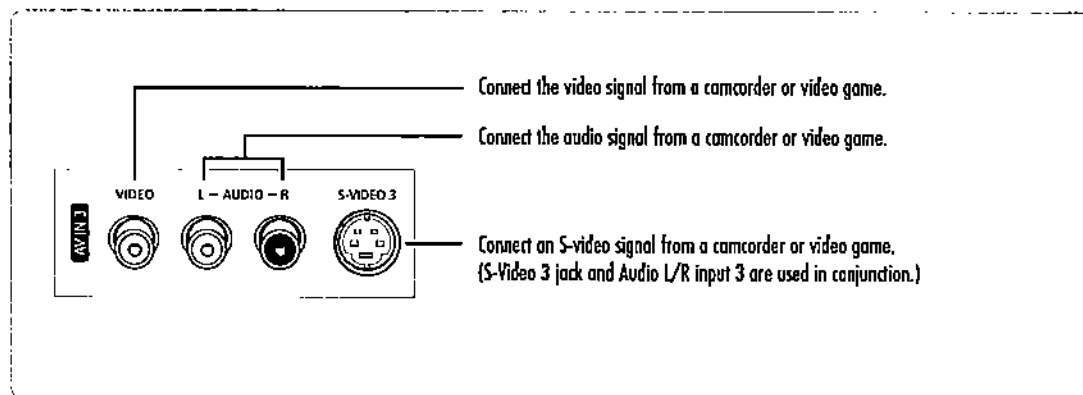 Connect the video signal from a camcorder or video game.
Connect the audio signal from a camcorder or video game.
VIDEO L – AUDIO – R S-VIDEO 3
AV IN 3
Connect an S-video signal from a camcorder or video game.
(S-Video 3 jack and Audio L/R input 3 are used in conjunction.)